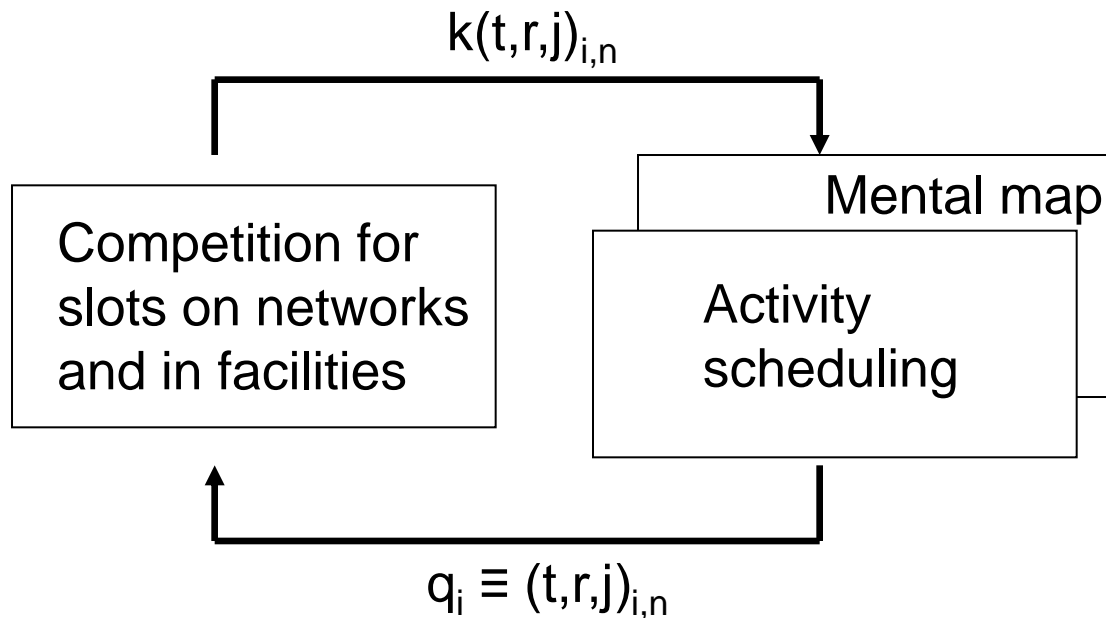 k(t,r,j)i,n
Competition for
slots on networks
and in facilities
Mental map
Activity
scheduling
qi ≡ (t,r,j)i,n